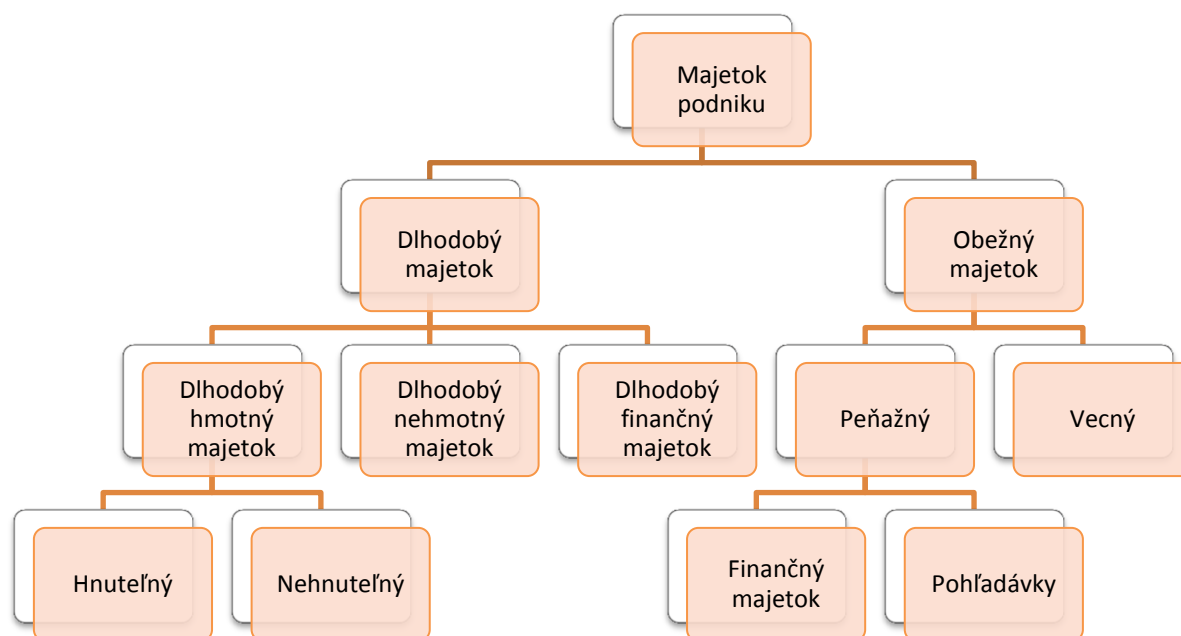 Majetok
podniku
Dlhodobý
majetok
Obežný
majetok
Dlhodobý
hmotný
majetok
Dlhodobý
nehmotný
majetok
Dlhodobý
finančný
majetok
Peňažný
Vecný
Hnuteľný
Nehnuteľný
Finančný
majetok
Pohľadávky